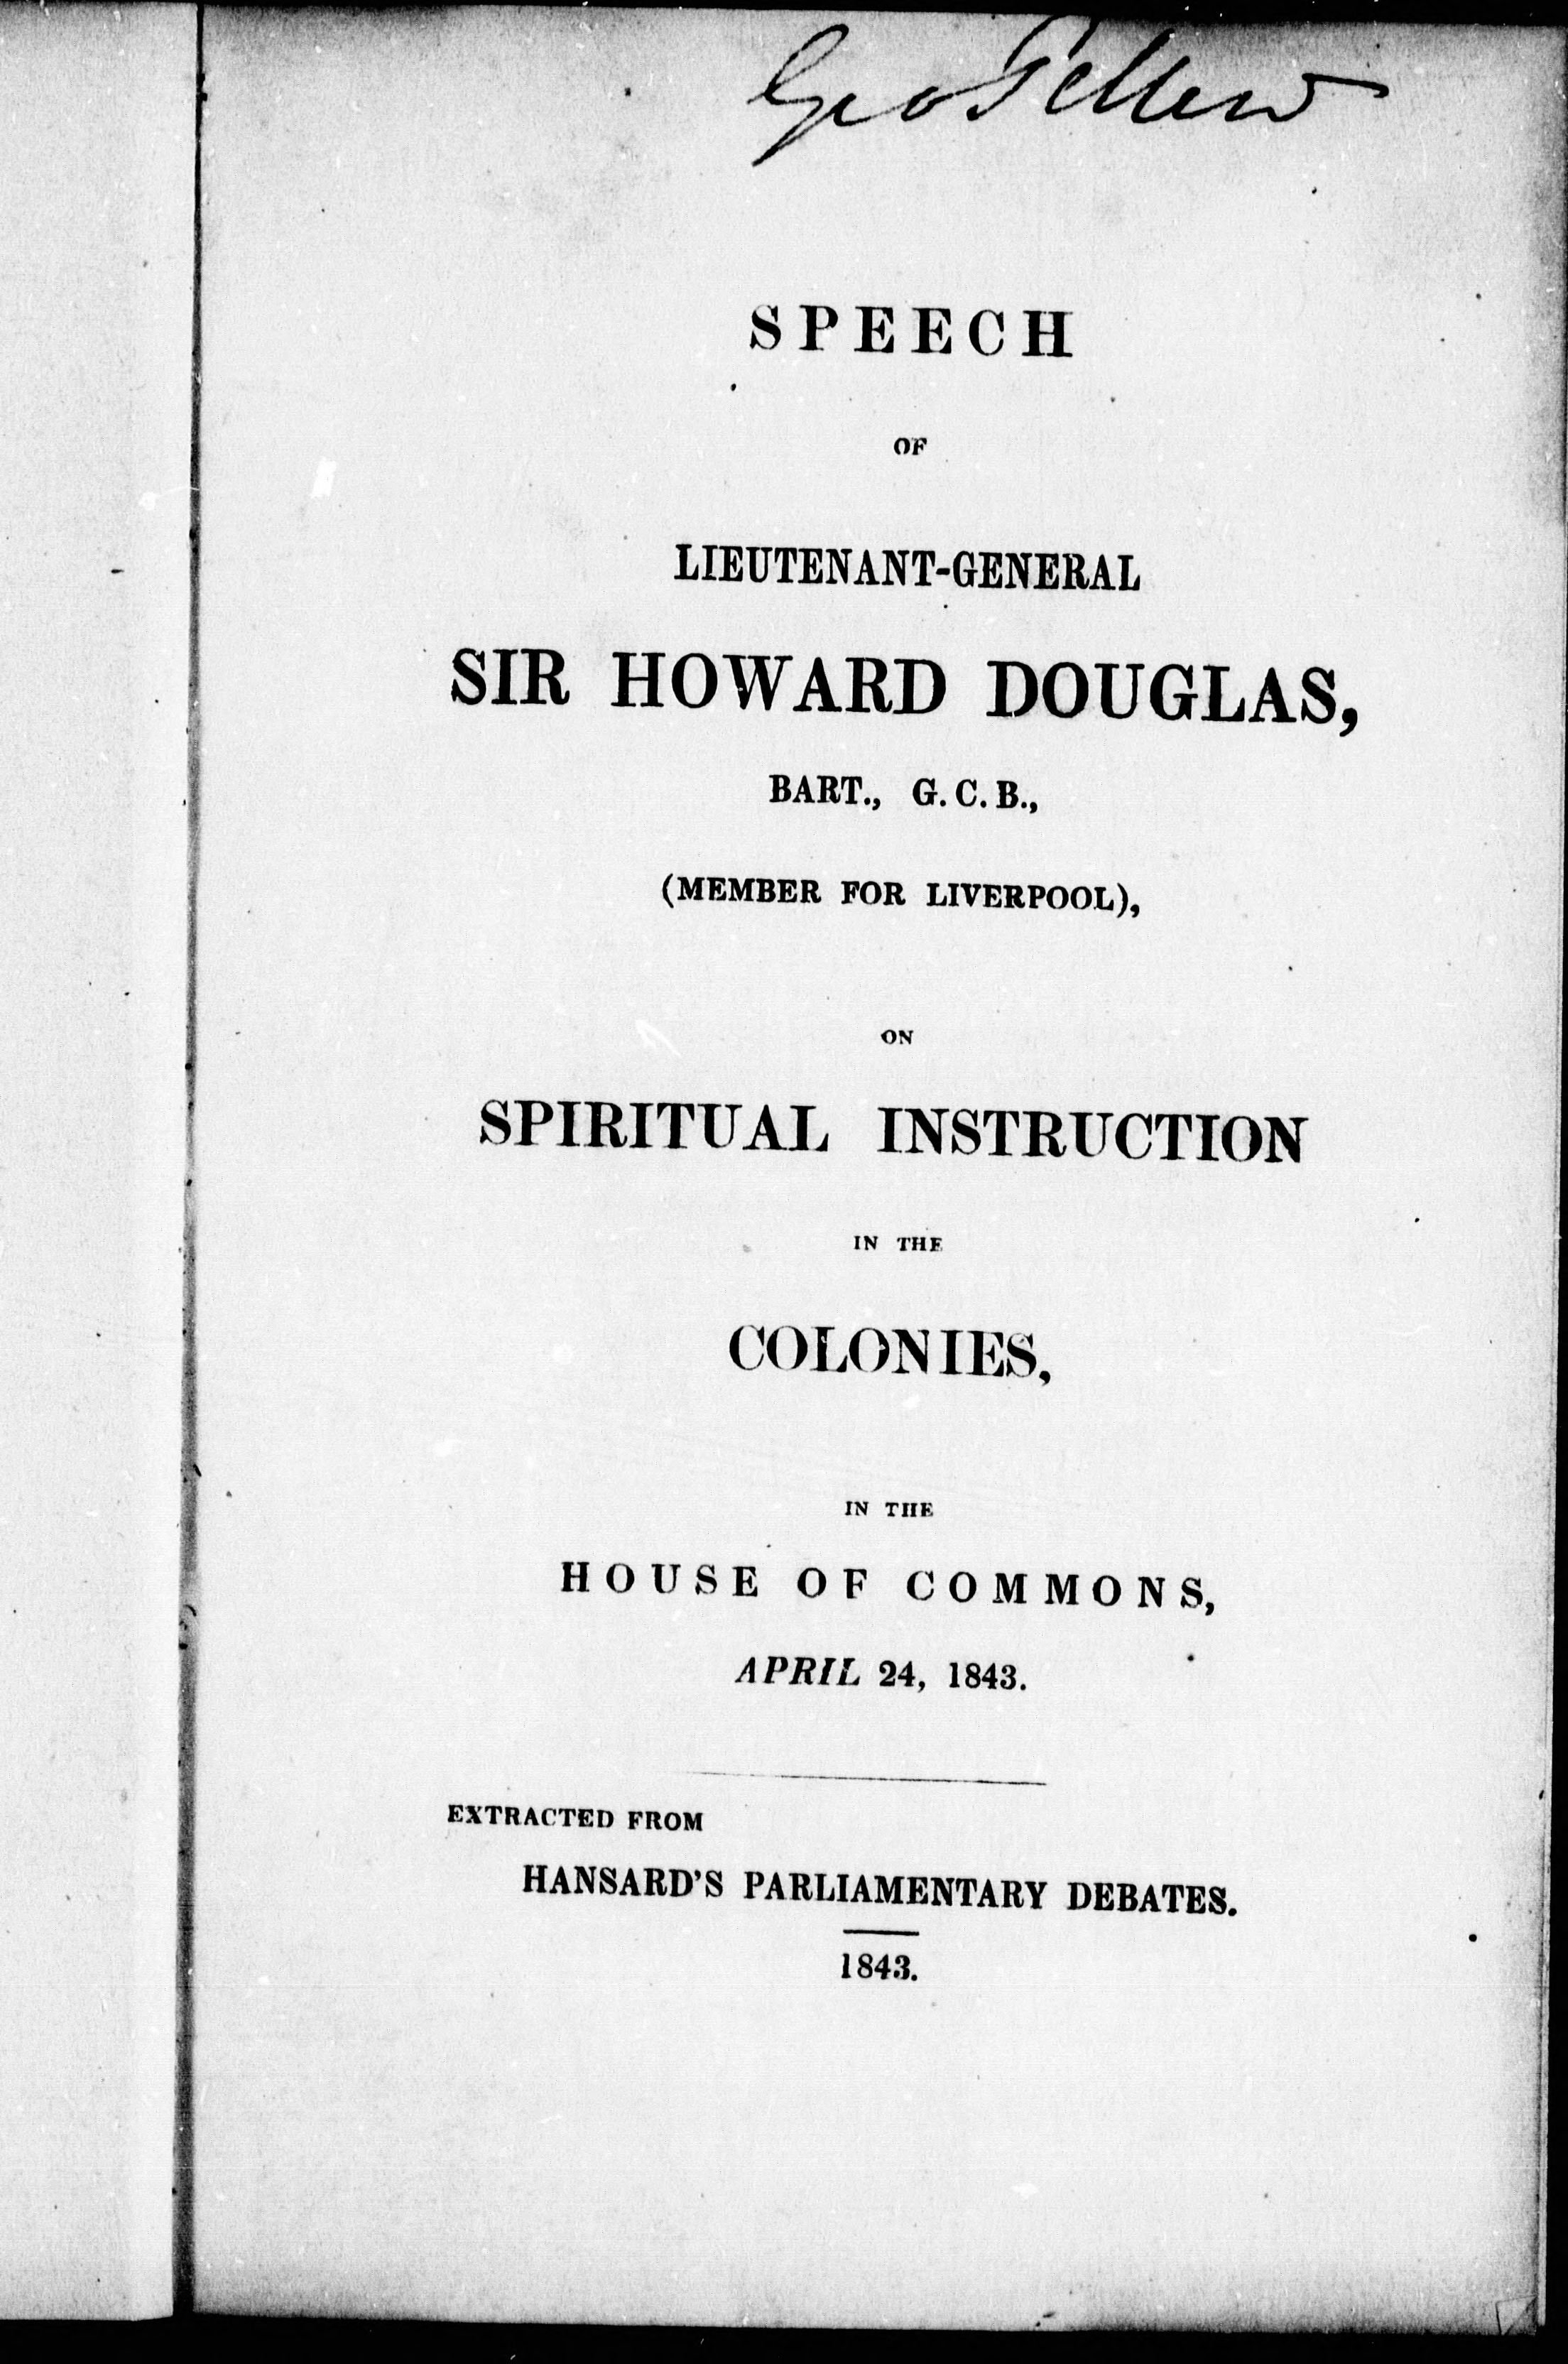 Geo Pellew
SPEECH
OF
LIEUTENANT-GENERAL
SIR HOWARD DOUGLAS,
BART., G. C. B.,
(MEMBER FOR LIVERPOOL),
ON
SPIRITUAL INSTRUCTION
IN THE
COLONIES,
IN THE
HOUSE OF COMMONS,
APRIL 24, 1843.
EXTRACTED FROM
HANSARD'S PARLIAMENTARY DEBATES.
1843.